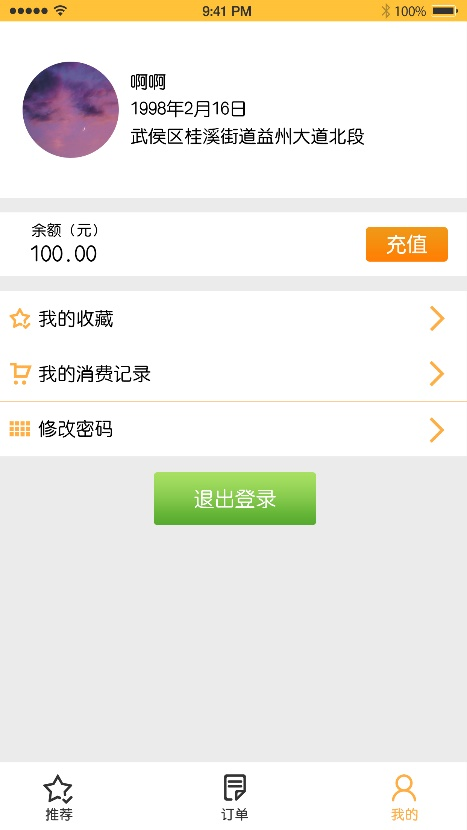 9:41 PM
100%
啊啊
1998年2月16日
武侯区桂溪街道益州大道北段
余额（元）
100.00
充值
我的收藏
我的消费记录
修改密码
退出登录
推荐
订单
我的